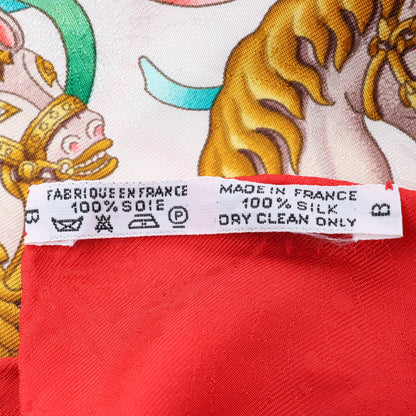 B
FABRIQUE EN FRANCE
100% SOIE
P
MADE IN FRANCE
100% SILK
DRY CLEAN ONLY
B